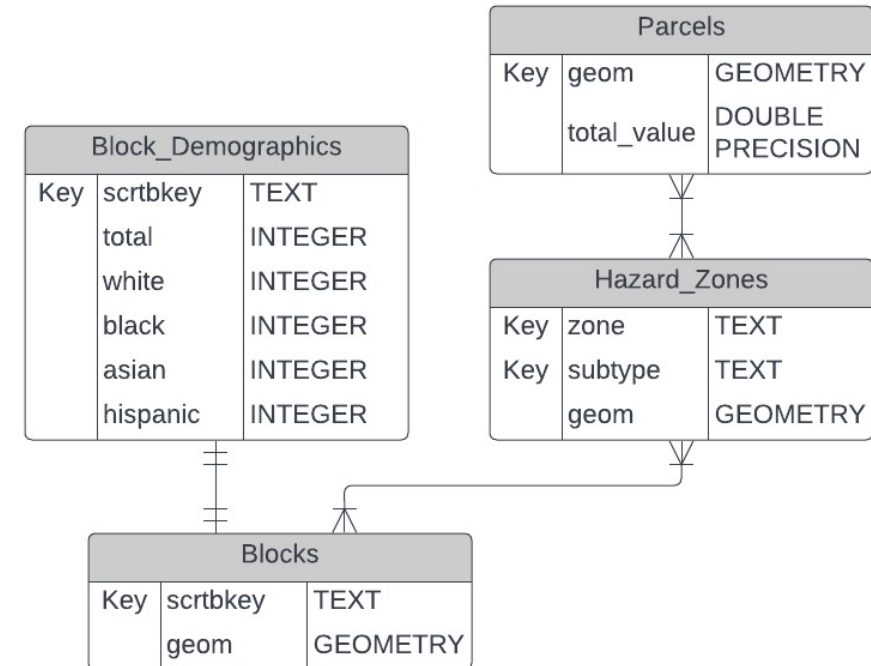 Parcels
Key geom GEOMETRY
total_value DOUBLE PRECISION
Block_Demographics
Key scrtbkey TEXT
total INTEGER
white INTEGER
black INTEGER
asian INTEGER
hispanic INTEGER
Hazard_Zones
Key zone TEXT
Key subtype TEXT
geom GEOMETRY
Blocks
Key scrtbkey TEXT
geom GEOMETRY